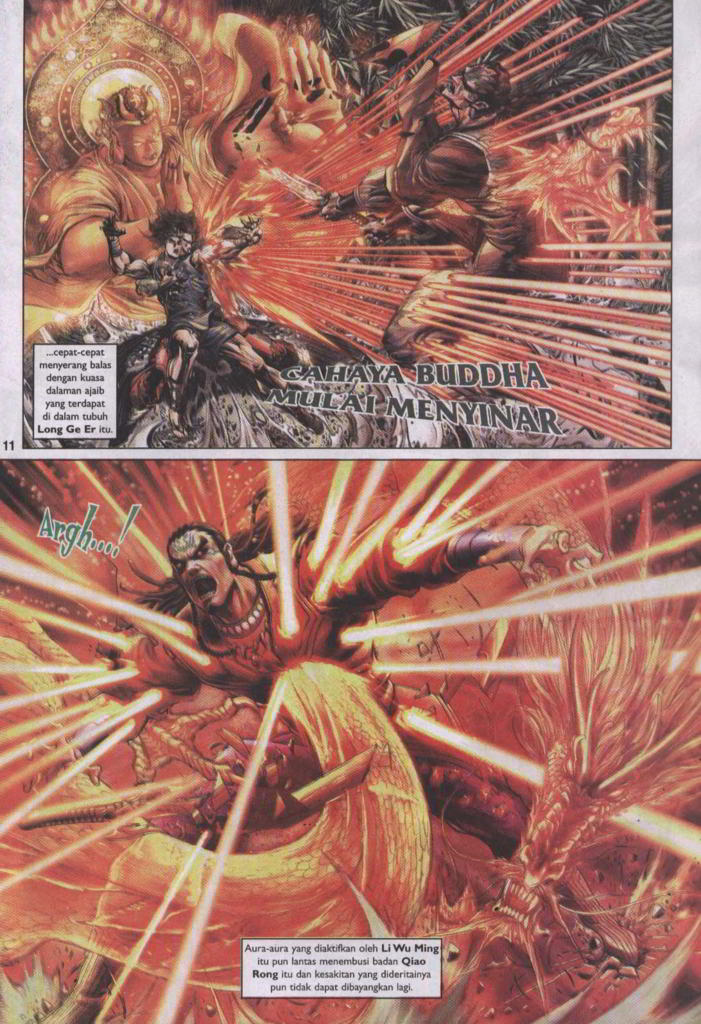 ...cepat-cepat
menyerang balas
dengan kuasa
dalaman ajaib
yang terdapat
di dalam tubuh
Long Ge Er itu.
CAHAYA BUDDHA
MULAI MENYINAR
11
Argh....!
Aura-aura yang diaktifkan oleh Li Wu Ming
itu pun lantas menembusi badan Qiao
Rong itu dan kesakitan yang dideritainya
pun tidak dapat dibayangkan lagi.